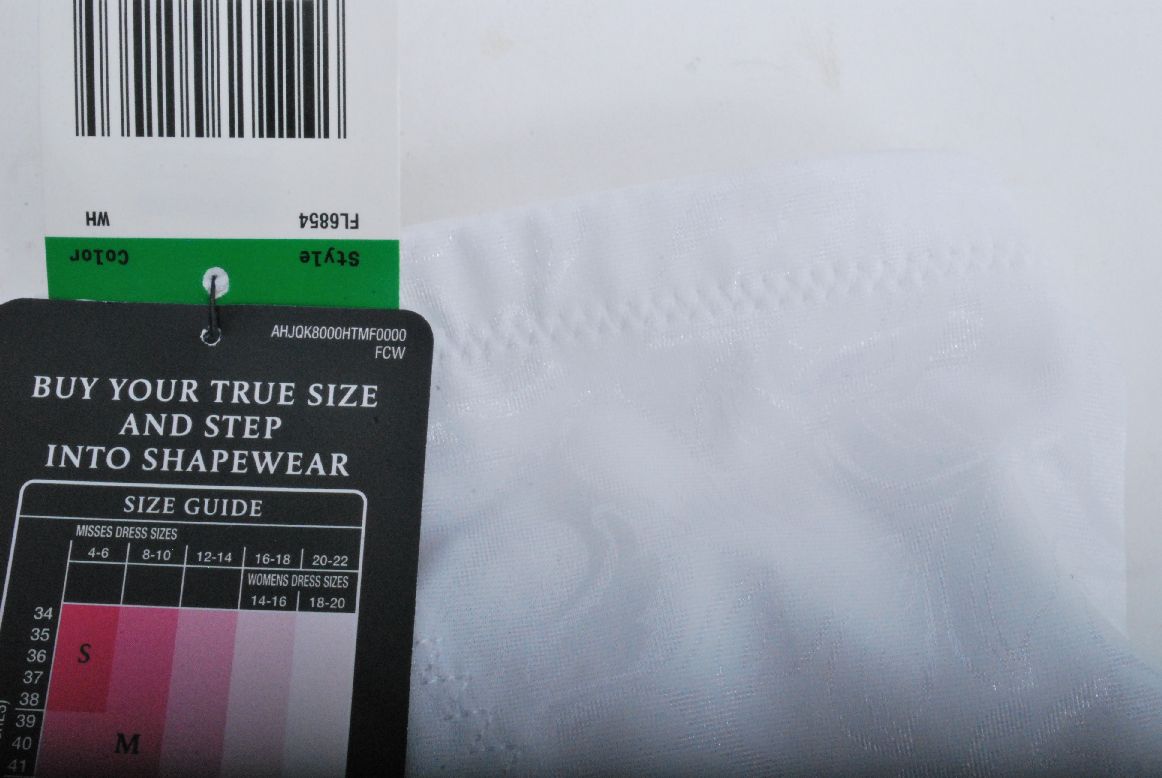 WH FL6854
Color Style
AHJQK8000HTMF0000
FCW
BUY YOUR TRUE SIZE
AND STEP
INTO SHAPEWEAR
SIZE GUIDE
MISSES DRESS SIZES
4-6 8-10 12-14 16-18 20-22
WOMENS DRESS SIZES
14-16 18-20
34
35
S
36
37
38
39
M
40
41